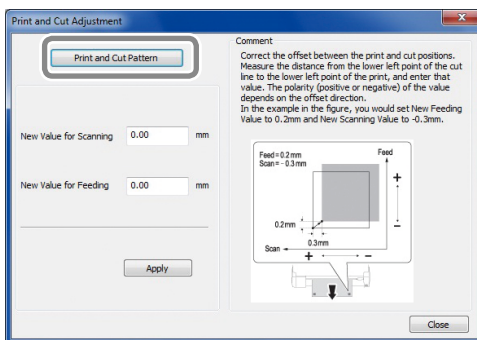 Print and Cut Adjustment
Print and Cut Pattern
New Value for Scanning 0.00 mm
New Value for Feeding 0.00 mm
Apply
Comment
Correct the offset between the print and cut positions.
Measure the distance from the lower left point of the cut
line to the lower left point of the print, and enter that
value. The polarity (positive or negative) of the value
depends on the offset direction.
In the example in the figure, you would set New Feeding
Value to 0.2mm and New Scanning Value to -0.3mm.
Feed=0.2 mm
Scan=-0.3 mm
Feed
+
-
0.2mm
0.3mm
Scan
+ -
Close